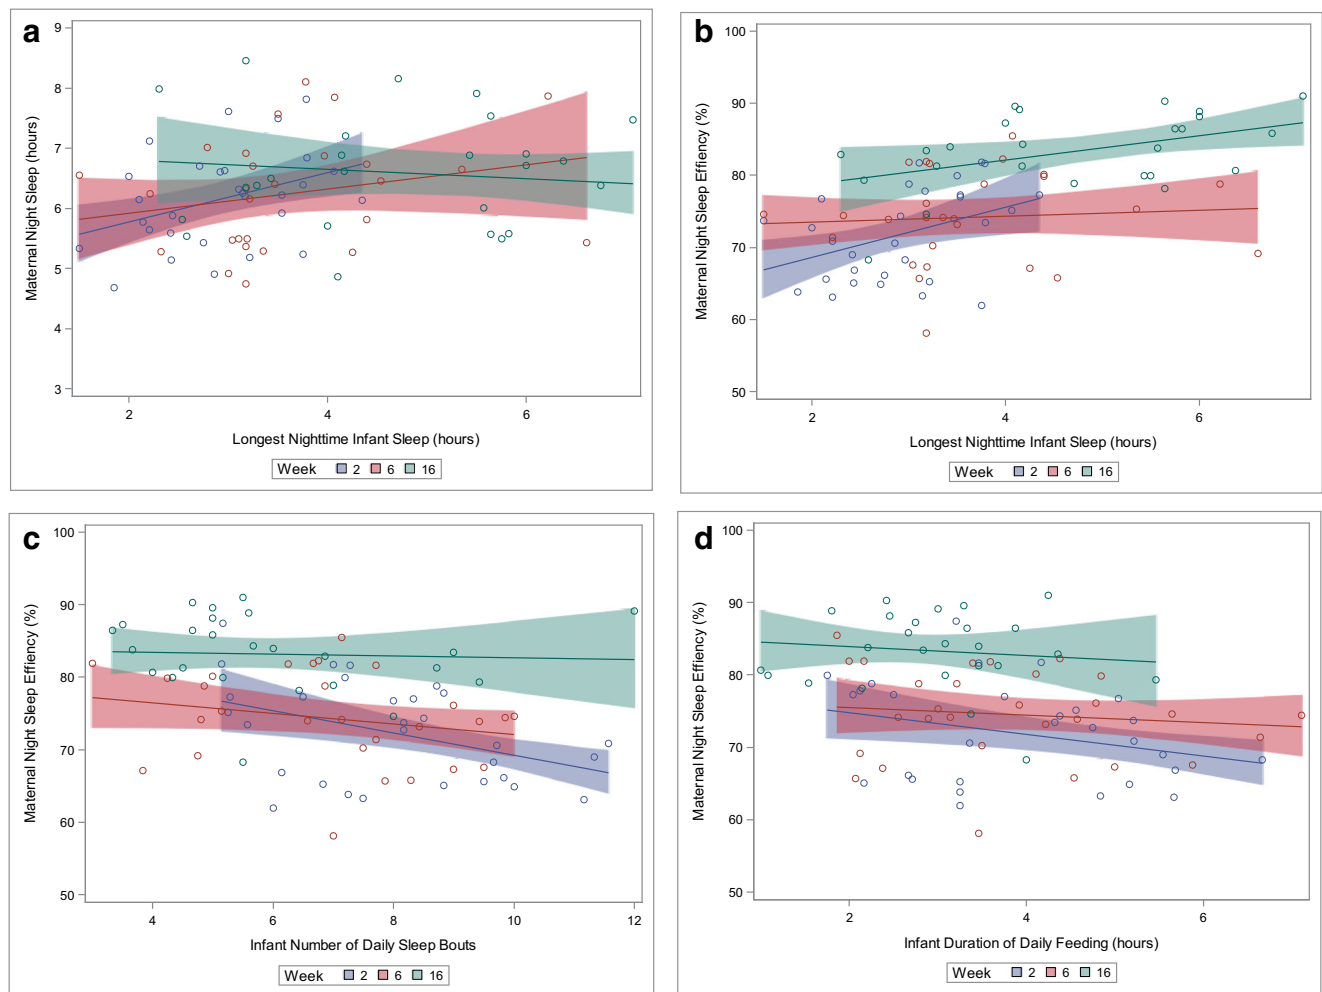 a
9
8
7
6
5
4
3
Maternal Night Sleep (hours)
2 4 6
Longest Nighttime Infant Sleep (hours)
Week 2 6 16
b
100
90
80
70
60
50
Maternal Night Sleep Effiency (%)
2 4 6
Longest Nighttime Infant Sleep (hours)
Week 2 6 16
c
100
90
80
70
60
50
Maternal Night Sleep Effiency (%)
4 6 8 10 12
Infant Number of Daily Sleep Bouts
Week 2 6 16
d
100
90
80
70
60
50
Maternal Night Sleep Effiency (%)
2 4 6
Infant Duration of Daily Feeding (hours)
Week 2 6 16